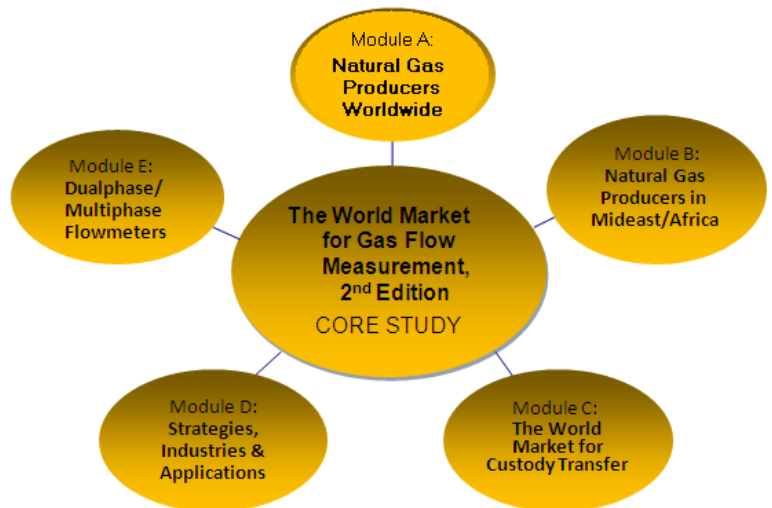 Module A:
Natural Gas
Producers
Worldwide
Module B:
Natural Gas
Producers in
Mideast/Africa
Module E:
Dualphase/
Multiphase
Flowmeters
The World Market
for Gas Flow
Measurement,
2nd Edition
CORE STUDY
Module D:
Strategies,
Industries &
Applications
Module C:
The World
Market for
Custody Transfer